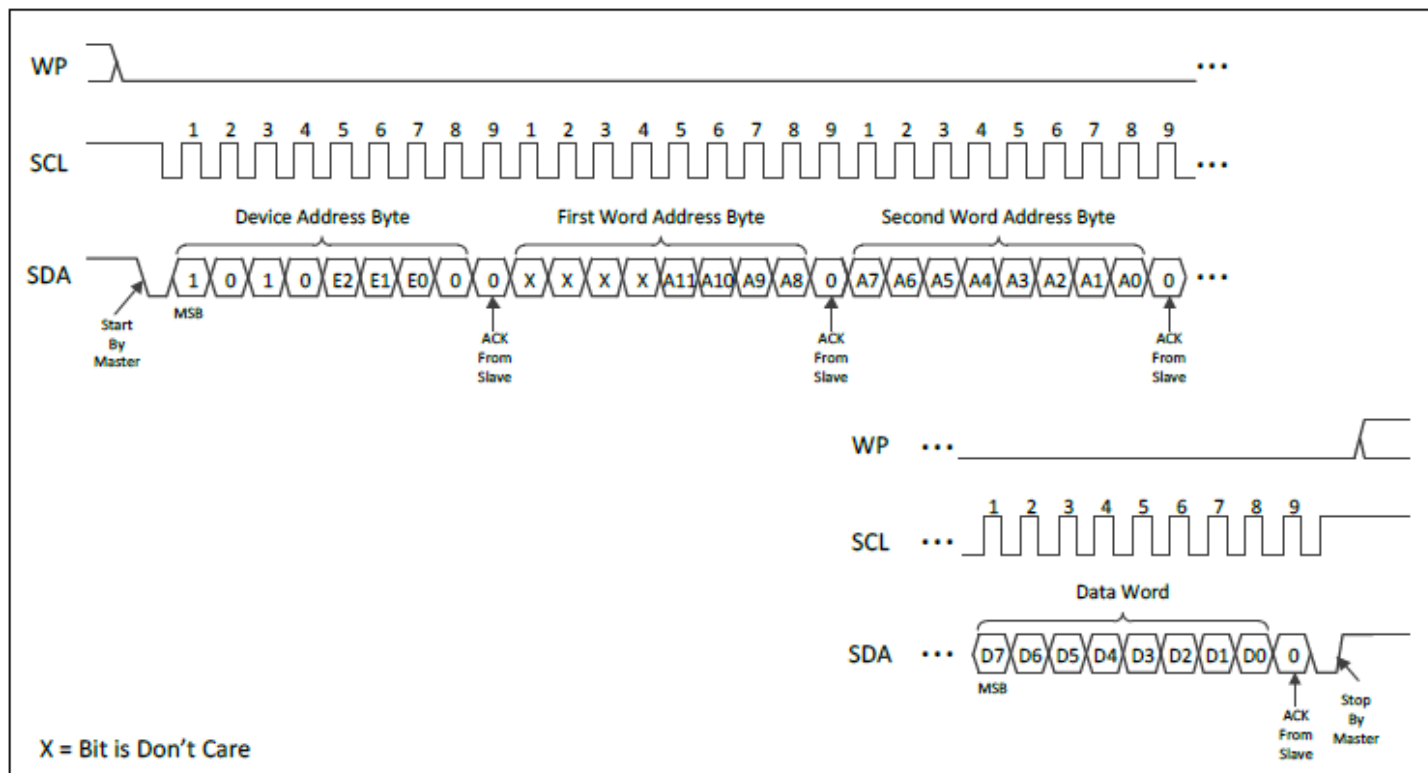 WP ...
1 2 3 4 5 6 7 8 9 1 2 3 4 5 6 7 8 9 1 2 3 4 5 6 7 8 9
SCL ...
Device Address Byte First Word Address Byte Second Word Address Byte
SDA 1 0 1 0 E2 E1 E0 0 0 X X X X A11 A10 A9 A8 0 A7 A6 A5 A4 A3 A2 A1 A0 0 ...
MSB
Start
By
Master
ACK
From
Slave
ACK
From
Slave
ACK
From
Slave
WP ...
1 2 3 4 5 6 7 8 9
SCL ...
Data Word
SDA ... D7 D6 D5 D4 D3 D2 D1 D0 0
MSB
ACK
From
Slave
Stop
By
Master
X = Bit is Don't Care